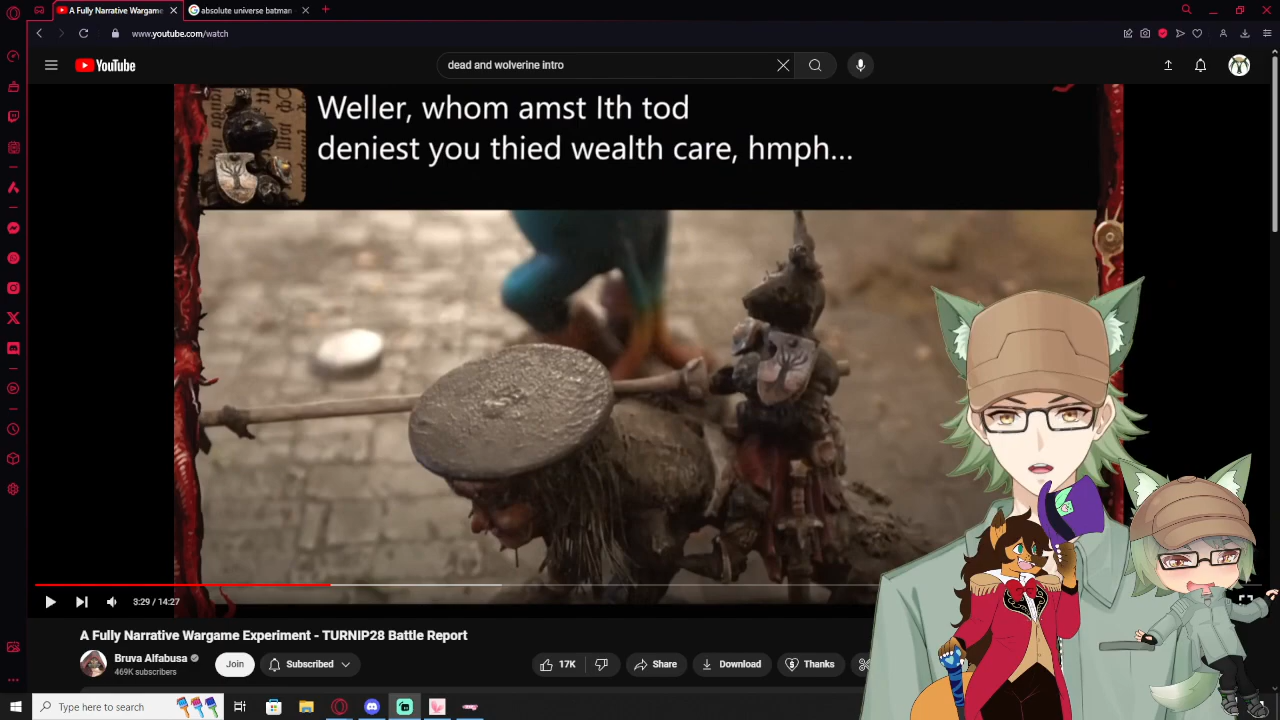 A Fully Narrative Wargame
absolute universe batman
www.youtube.com/watch
YouTube
dead and wolverine intro
Weller, whom amst Ith tod
deniest you thied wealth care, hmph...
3:29 / 14:27
A Fully Narrative Wargame Experiment - TURNIP28 Battle Report
Bruva Alfabusa
469K subscribers
Join
Subscribed
17K
Share
Download
Thanks
Type here to search